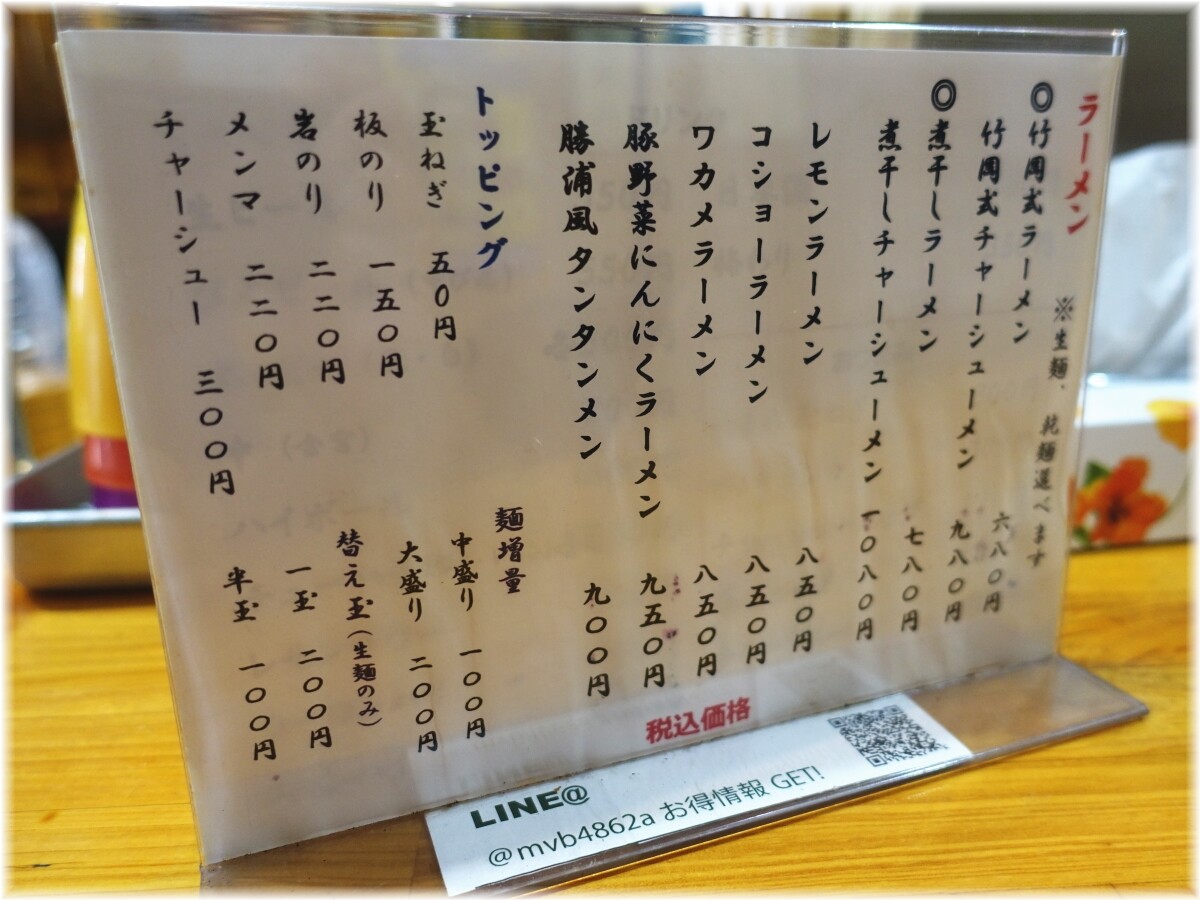 ラーメン ※生麺、乾麺選べます
◎竹岡式ラーメン 六八〇円
竹岡式チャーシューメン 九八〇円
◎煮干しラーメン 七八〇円
煮干しチャーシューメン 一〇八〇円
レモンラーメン 八五〇円
コショーラーメン 八五〇円
ワカメラーメン 八五〇円
豚野菜にんにくラーメン 九五〇円
勝浦風タンタンメン 九〇〇円
トッピング
玉ねぎ 五〇円
板のり 一五〇円
岩のり 二二〇円
メンマ 二二〇円
チャーシュー 三〇〇円
麺増量
中盛り 一〇〇円
大盛り 二〇〇円
替え玉(生麺のみ)
一玉 二〇〇円
半玉 一〇〇円
税込価格
LINE@
@mvb4862a お得情報 GET!